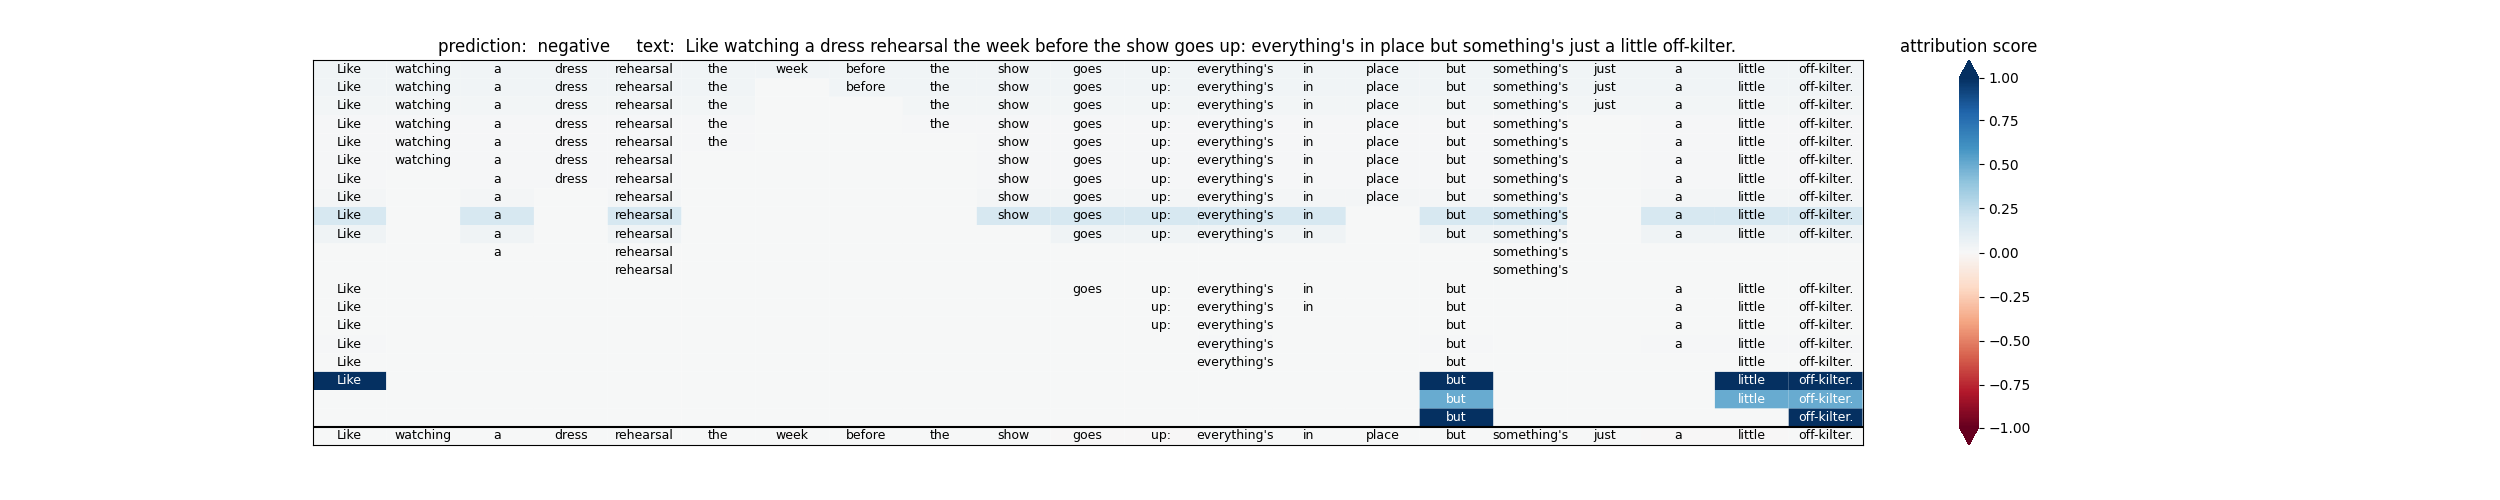 prediction: negative text: Like watching a dress rehearsal the week before the show goes up: everything's in place but something's just a little off-kilter.
attribution score
Like watching a dress rehearsal the week before the show goes up: everything's in place but something's just a little off-kilter.
Like watching a dress rehearsal the before the show goes up: everything's in place but something's just a little off-kilter.
Like watching a dress rehearsal the the show goes up: everything's in place but something's just a little off-kilter.
Like watching a dress rehearsal the the show goes up: everything's in place but something's a little off-kilter.
Like watching a dress rehearsal the show goes up: everything's in place but something's a little off-kilter.
Like watching a dress rehearsal show goes up: everything's in place but something's a little off-kilter.
Like a dress rehearsal show goes up: everything's in place but something's a little off-kilter.
Like a rehearsal show goes up: everything's in place but something's a little off-kilter.
Like a rehearsal show goes up: everything's in but something's a little off-kilter.
Like a rehearsal goes up: everything's in but something's a little off-kilter.
a rehearsal something's
rehearsal something's
Like goes up: everything's in but a little off-kilter.
Like up: everything's in but a little off-kilter.
Like up: everything's but a little off-kilter.
Like everything's but a little off-kilter.
Like everything's but little off-kilter.
Like but little off-kilter.
but little off-kilter.
but off-kilter.
Like watching a dress rehearsal the week before the show goes up: everything's in place but something's just a little off-kilter.
1.00
0.75
0.50
0.25
0.00
−0.25
−0.50
−0.75
−1.00